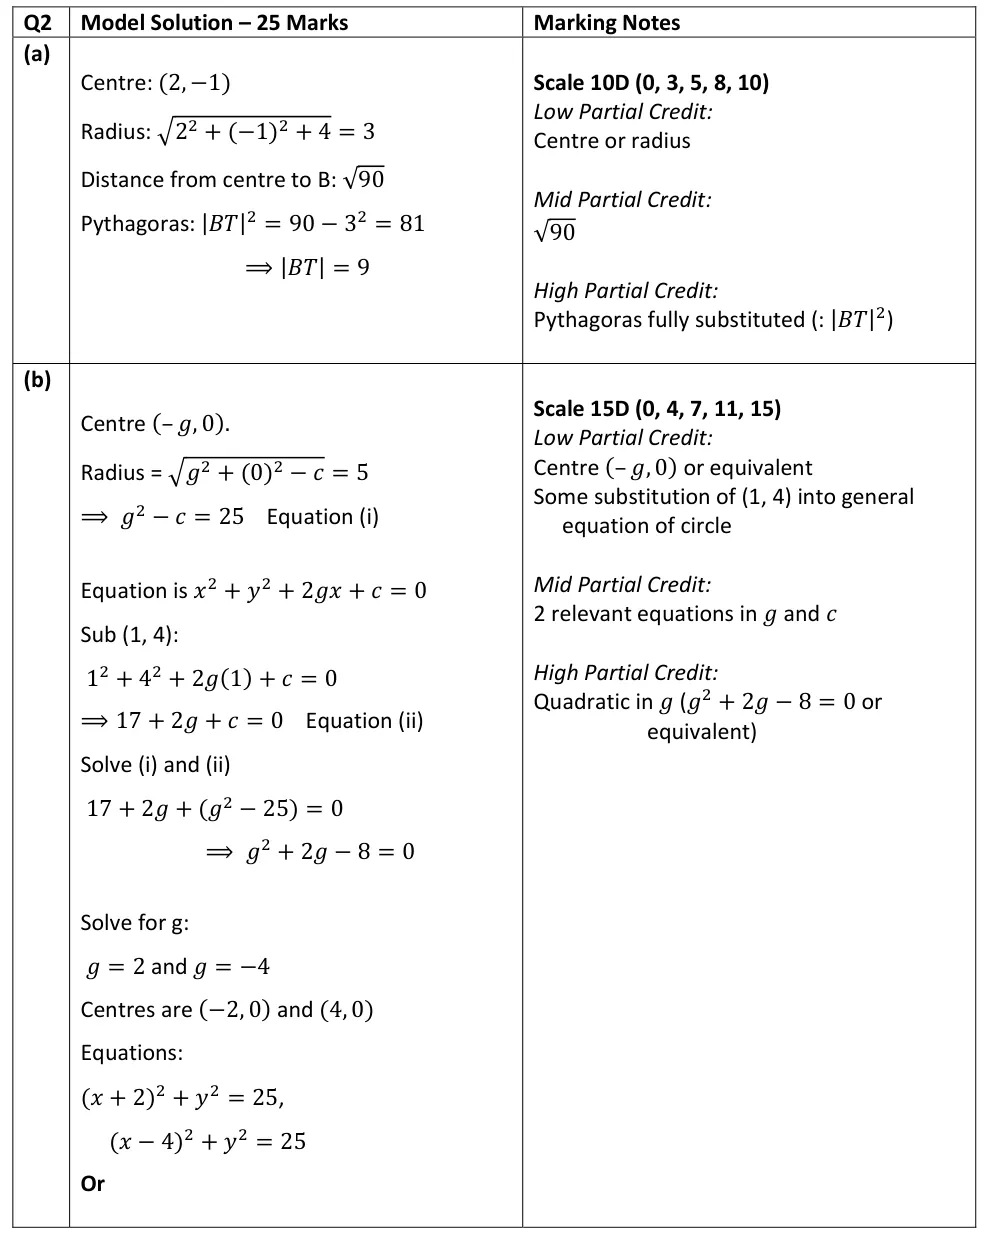 Q2 Model Solution – 25 Marks Marking Notes
(a)
Centre: (2, −1)
Radius: √(2² + (−1)² + 4) = 3
Distance from centre to B: √90
Pythagoras: |BT|² = 90 − 3² = 81
⟹ |BT| = 9
Scale 10D (0, 3, 5, 8, 10)
Low Partial Credit:
Centre or radius
Mid Partial Credit:
√90
High Partial Credit:
Pythagoras fully substituted (: |BT|²)
(b)
Centre (– g, 0).
Radius = √(g² + (0)² − c) = 5
⟹ g² − c = 25 Equation (i)
Equation is x² + y² + 2gx + c = 0
Sub (1, 4):
1² + 4² + 2g(1) + c = 0
⟹ 17 + 2g + c = 0 Equation (ii)
Solve (i) and (ii)
17 + 2g + (g² − 25) = 0
⟹ g² + 2g − 8 = 0
Solve for g:
g = 2 and g = −4
Centres are (−2, 0) and (4, 0)
Equations:
(x + 2)² + y² = 25,
(x − 4)² + y² = 25
Or
Scale 15D (0, 4, 7, 11, 15)
Low Partial Credit:
Centre (– g, 0) or equivalent
Some substitution of (1, 4) into general
equation of circle
Mid Partial Credit:
2 relevant equations in g and c
High Partial Credit:
Quadratic in g (g² + 2g − 8 = 0 or
equivalent)